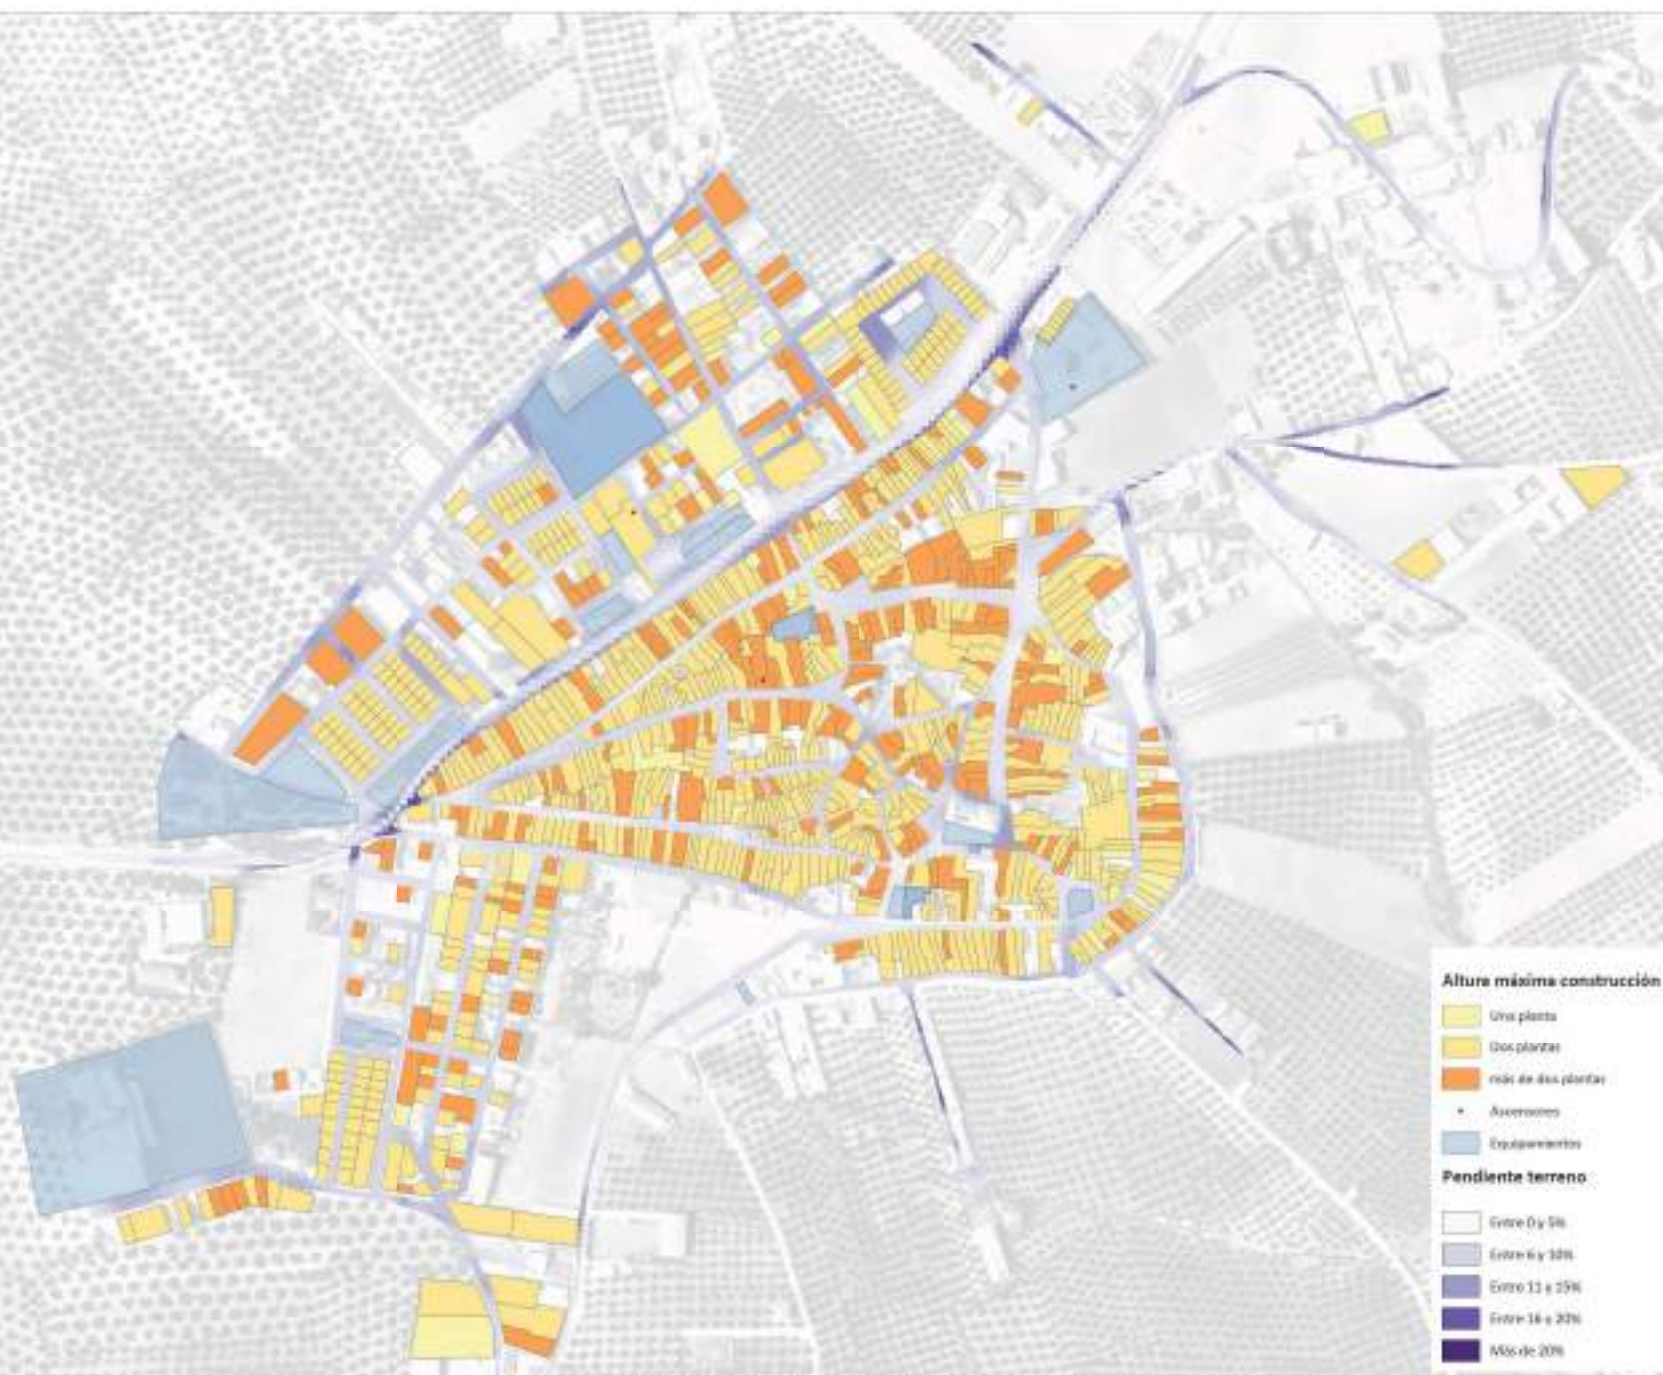 Altura máxima construcción
Una planta
Dos plantas
más de dos plantas
Ascensores
Equipamientos
Pendiente terreno
Entre 0 y 5%
Entre 6 y 10%
Entre 11 y 15%
Entre 16 y 20%
Más de 20%